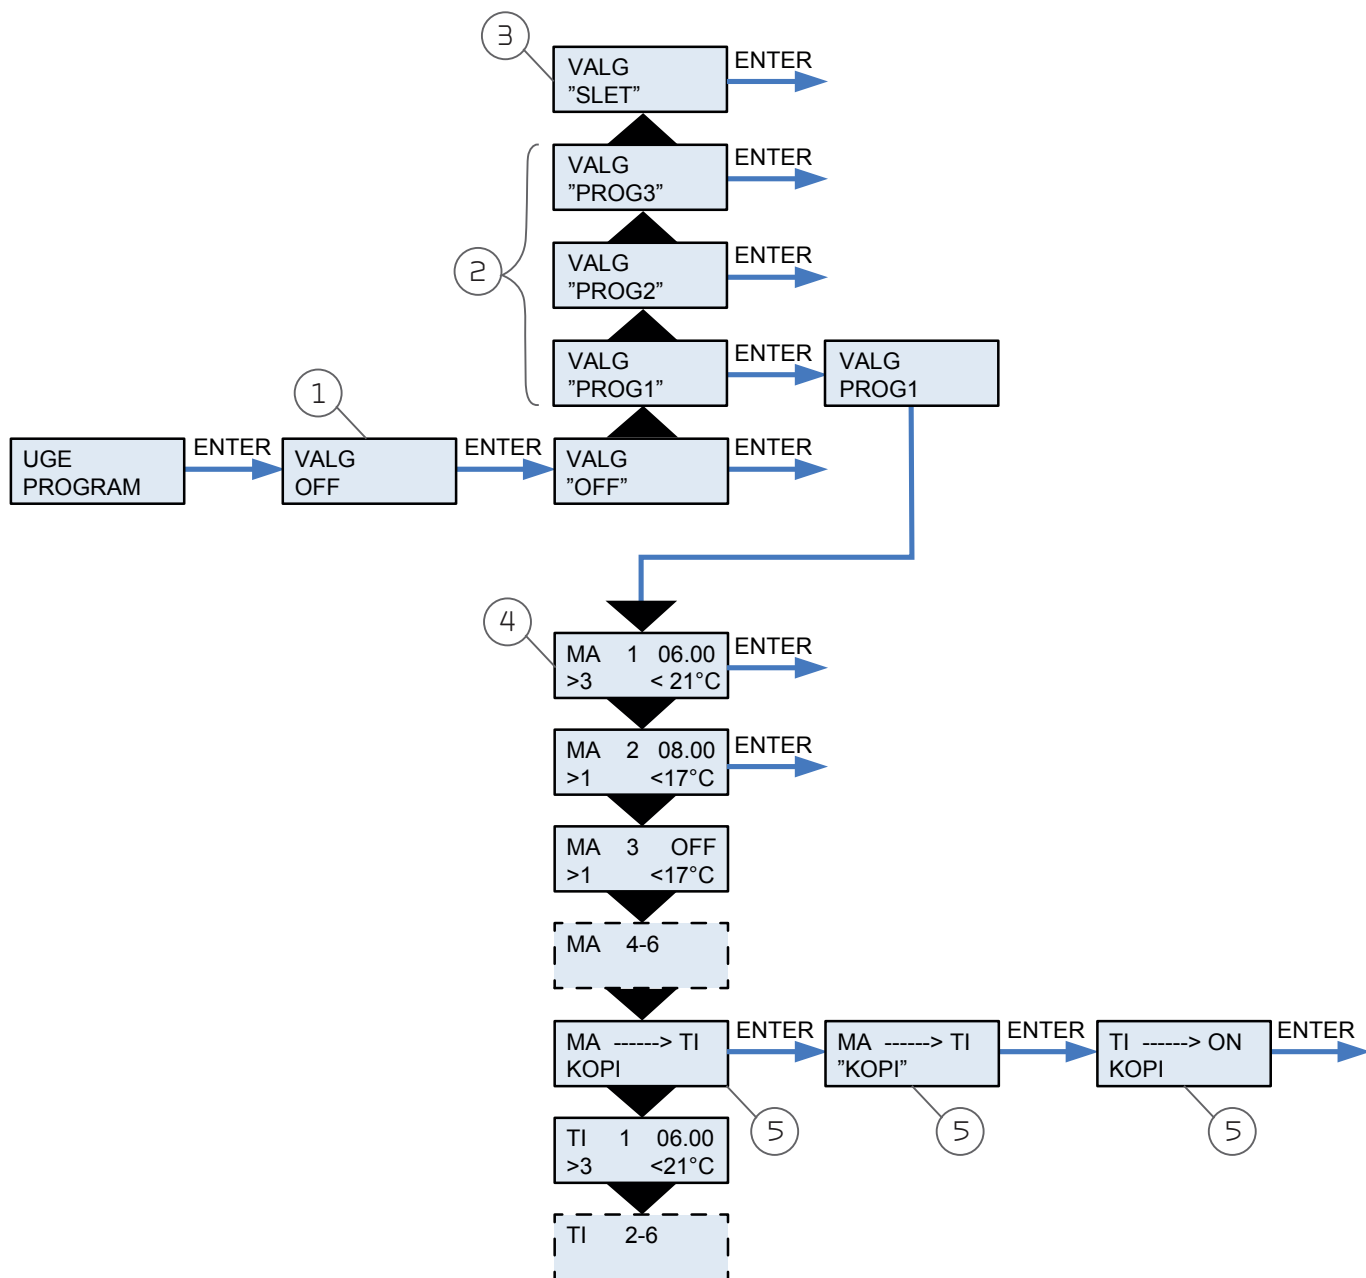 3
VALG
”SLET”
ENTER
VALG
”PROG3”
ENTER
2
VALG
”PROG2”
ENTER
VALG
”PROG1”
ENTER
VALG
PROG1
1
UGE
PROGRAM
ENTER
VALG
OFF
ENTER
VALG
”OFF”
ENTER
4
MA 1 06.00
>3 < 21°C
ENTER
MA 2 08.00
>1 <17°C
ENTER
MA 3 OFF
>1 <17°C
MA 4-6
MA ------> TI
KOPI
ENTER
MA ------> TI
”KOPI”
ENTER
TI ------> ON
KOPI
ENTER
5
5
5
TI 1 06.00
>3 <21°C
TI 2-6